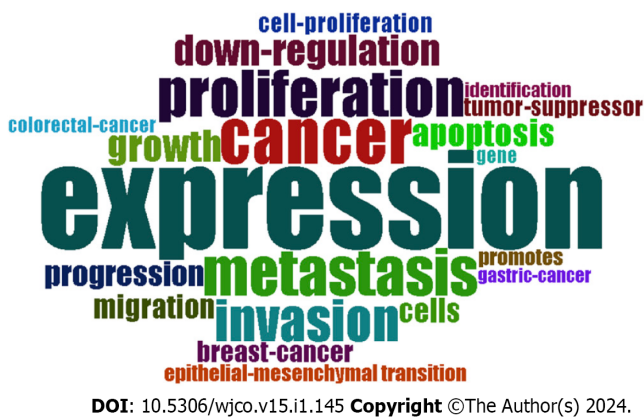 cell-proliferation
down-regulation
proliferation
identification
tumor-suppressor
colorectal-cancer
growth
cancer
apoptosis
gene
expression
progression
metastasis
promotes
gastric-cancer
migration
invasion
cells
breast-cancer
epithelial-mesenchymal transition
DOI: 10.5306/wjco.v15.i1.145 Copyright ©The Author(s) 2024.